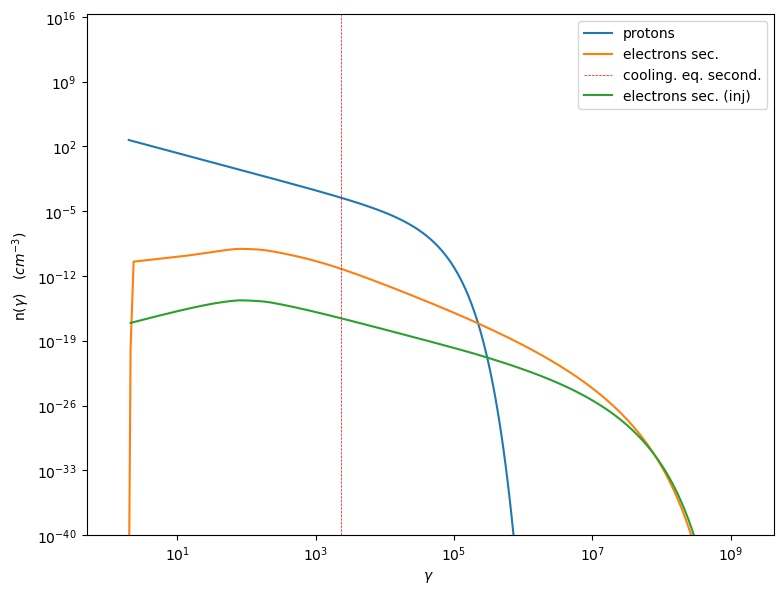 10^16
10^9
10^2
10^-5
10^-12
10^-19
10^-26
10^-33
10^-40
n(γ) (cm^-3)
protons
electrons sec.
cooling. eq. second.
electrons sec. (inj)
10^1 10^3 10^5 10^7 10^9
γ